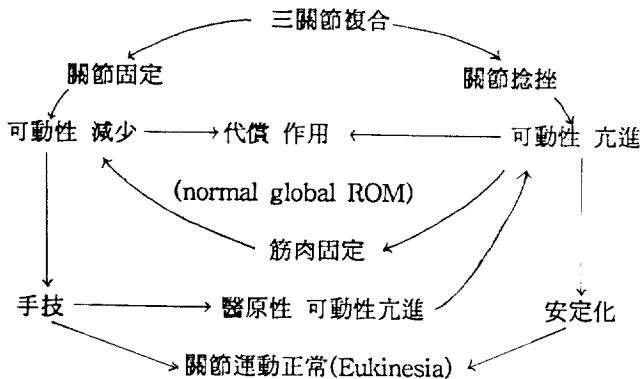 三關節複合
關節固定
關節捻挫
可動性 減少
代償 作用
可動性 亢進
(normal global ROM)
筋肉固定
手技
醫原性 可動性亢進
安定化
關節運動正常(Eukinesia)